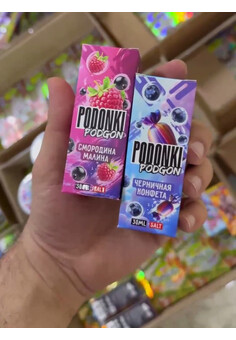 PODONKI
PODGON
СМОРОДИНА
МАЛИНА
30ML SALT
PODONKI
PODGON
ЧЕРНИЧНАЯ
КОНФЕТА
30ML SALT